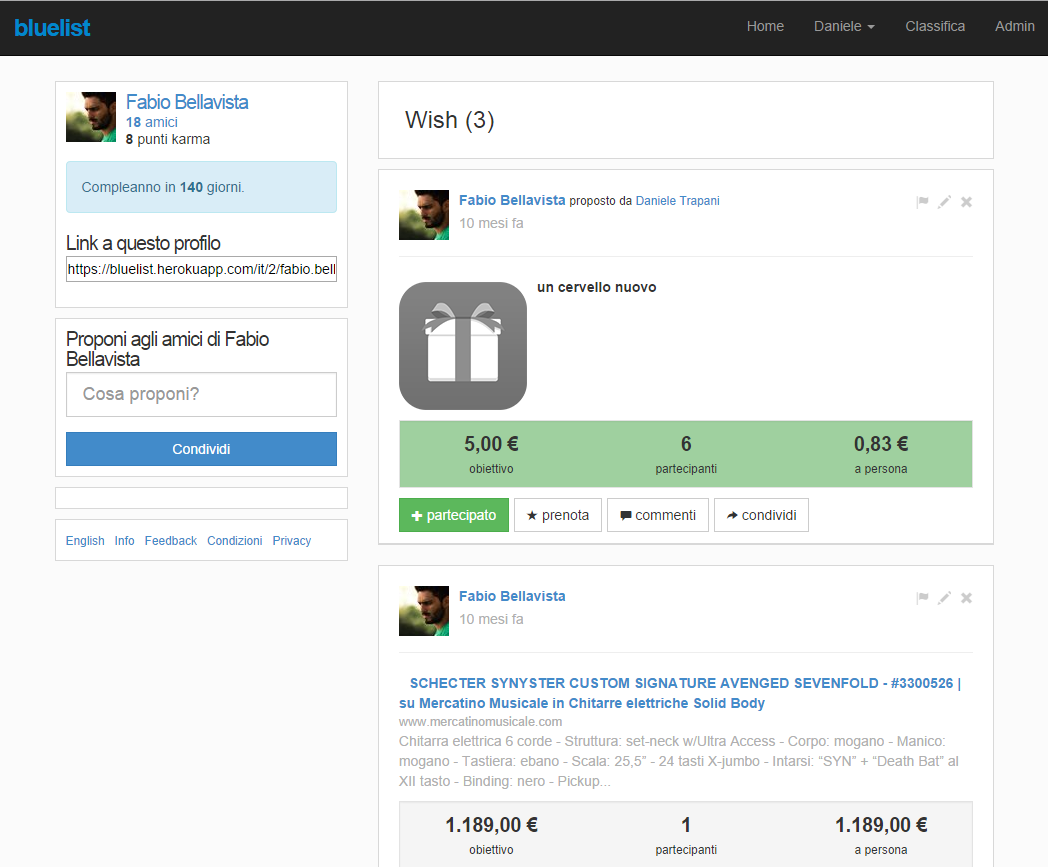 bluelist
Home Daniele Classifica Admin
Fabio Bellavista
18 amici
8 punti karma
Compleanno in 140 giorni.
Link a questo profilo
https://bluelist.herokuapp.com/it/2/fabio.bell
Proponi agli amici di Fabio
Bellavista
Cosa proponi?
Condividi
English Info Feedback Condizioni Privacy
Wish (3)
Fabio Bellavista proposto da Daniele Trapani
10 mesi fa
un cervello nuovo
5,00 € 6 0,83 €
obiettivo partecipanti a persona
partecipato prenota commenti condividi
Fabio Bellavista
10 mesi fa
SCHECTER SYNYSTER CUSTOM SIGNATURE AVENGED SEVENFOLD - #3300526 |
su Mercatino Musicale in Chitarre elettriche Solid Body
www.mercatinomusicale.com
Chitarra elettrica 6 corde - Struttura: set-neck w/Ultra Access - Corpo: mogano - Manico:
mogano - Tastiera: ebano - Scala: 25,5” - 24 tasti X-jumbo - Intarsi: “SYN” + “Death Bat” al
XII tasto - Binding: nero - Pickup...
1.189,00 € 1 1.189,00 €
obiettivo partecipanti a persona